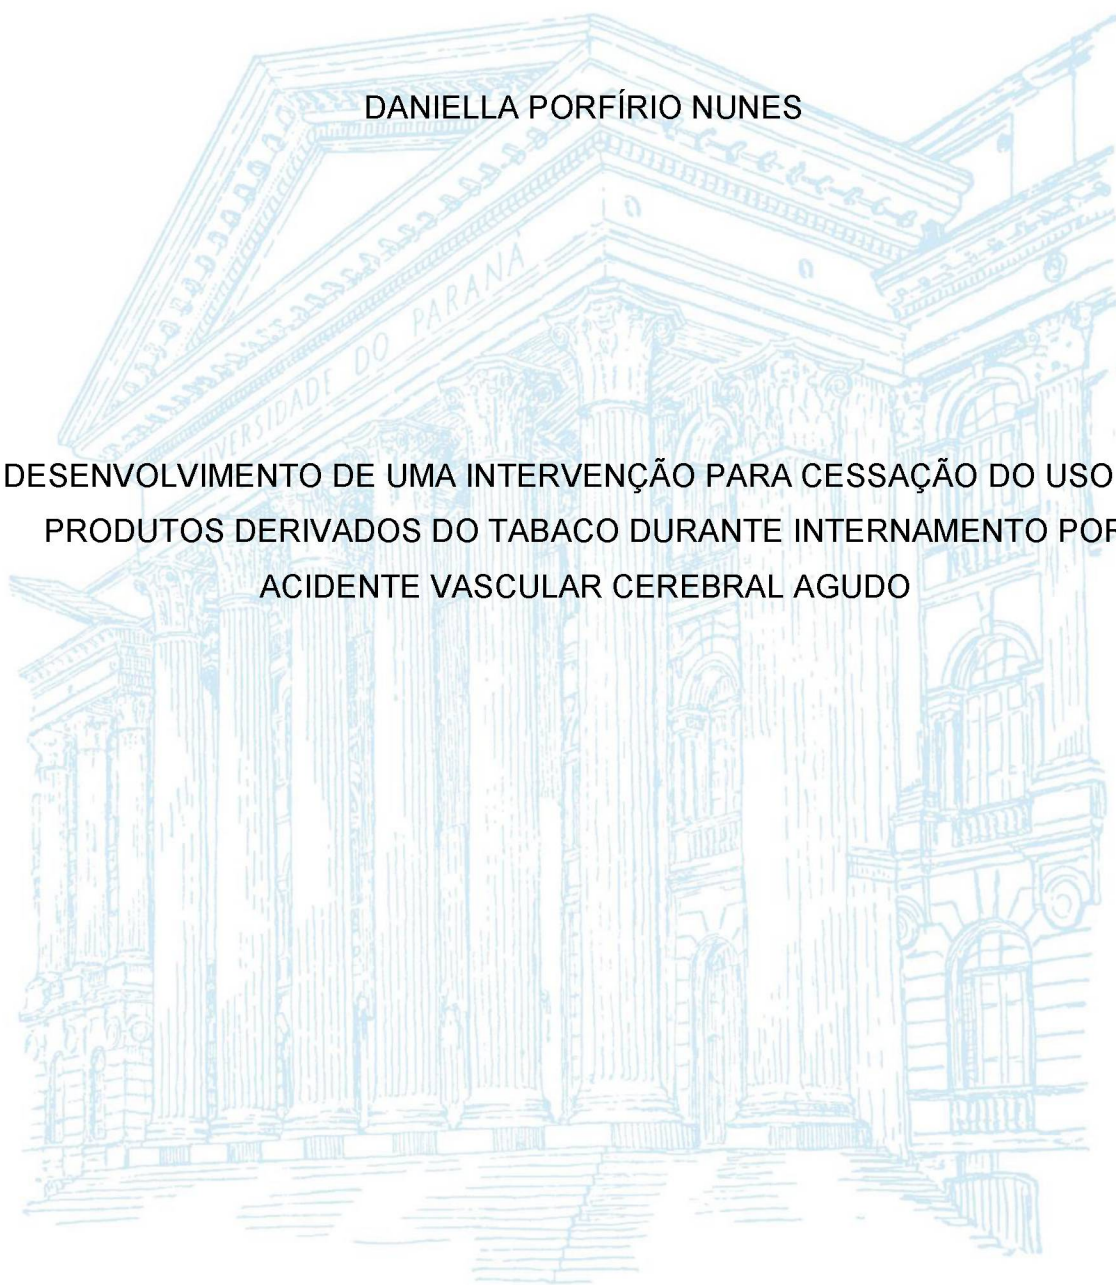 DANIELLA PORFÍRIO NUNES
VERSIDADE DO PARANÁ
DESENVOLVIMENTO DE UMA INTERVENÇÃO PARA CESSAÇÃO DO USO
PRODUTOS DERIVADOS DO TABACO DURANTE INTERNAMENTO POR
ACIDENTE VASCULAR CEREBRAL AGUDO